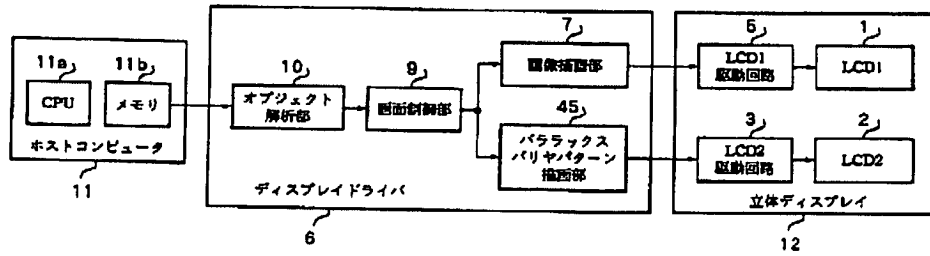 11a
11b
CPU
メモリ
ホストコンピュータ
11
10
オブジェクト
解析部
9
画面制御部
7
画像描画部
45
パララックス
バリヤパターン
描画部
ディスプレイドライバ
6
5
LCD1
駆動回路
1
LCD1
3
LCD2
駆動回路
2
LCD2
立体ディスプレイ
12